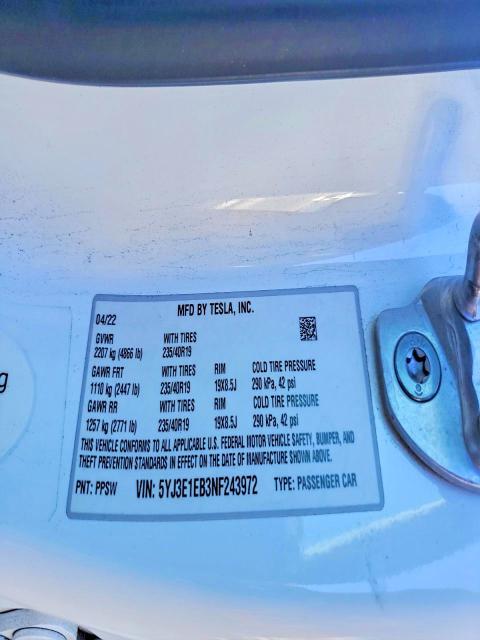 MFD BY TESLA, INC.
04/22
GVWR WITH TIRES
2207 kg (4866 lb) 235/40R19
GAWR FRT WITH TIRES RIM COLD TIRE PRESSURE
1110 kg (2447 lb) 235/40R19 19X8.5J 290 kPa, 42 psi
GAWR RR WITH TIRES RIM COLD TIRE PRESSURE
1257 kg (2771 lb) 235/40R19 19X8.5J 290 kPa, 42 psi
THIS VEHICLE CONFORMS TO ALL APPLICABLE U.S. FEDERAL MOTOR VEHICLE SAFETY, BUMPER, AND
THEFT PREVENTION STANDARDS IN EFFECT ON THE DATE OF MANUFACTURE SHOWN ABOVE.
PNT: PPSW VIN: 5YJ3E1EB3NF243972 TYPE: PASSENGER CAR